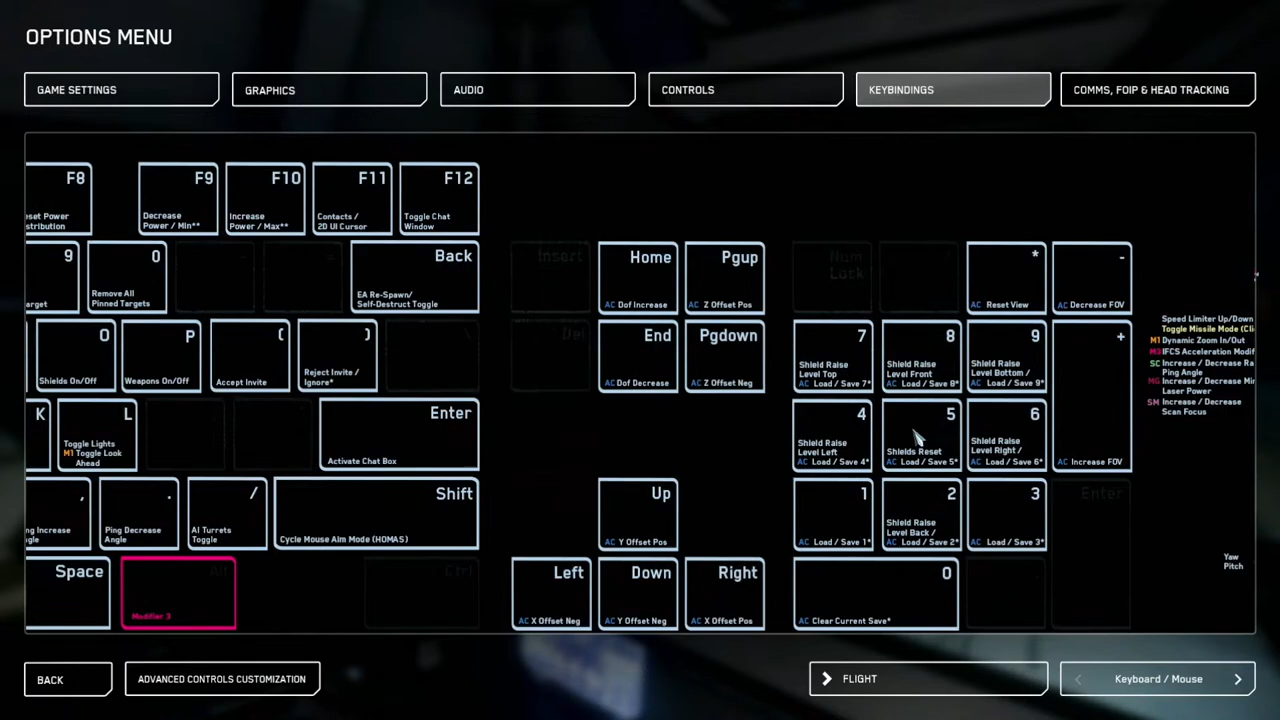 OPTIONS MENU
GAME SETTINGS
GRAPHICS
AUDIO
CONTROLS
KEYBINDINGS
COMMS, FOIP & HEAD TRACKING
F8
eset Power
stribution
F9
Decrease
Power / Min**
F10
Increase
Power / Max**
F11
Contacts /
2D UI Cursor
F12
Toggle Chat
Window
9
arget
0
Remove All
Pinned Targets
Back
EA Re-Spawn/
Self-Destruct Toggle
Insert
Home
AC Dof Increase
Pgup
AC Z Offset Pos
Num
Lock
/
*
AC Reset View
-
AC Decrease FOV
O
Shields On/Off
P
Weapons On/Off
(
Accept Invite
)
Reject Invite /
Ignore*
\
Del
End
AC Dof Decrease
Pgdown
AC Z Offset Neg
7
Shield Raise
Level Top
AC Load / Save 7*
8
Shield Raise
Level Front
AC Load / Save 8*
9
Shield Raise
Level Bottom /
AC Load / Save 9*
+
AC Increase FOV
Speed Limiter Up/Down
Toggle Missile Mode (Cli
M1 Dynamic Zoom In/Out
M3 IFCS Acceleration Modif
SC Increase / Decrease Ra
Ping Angle
MG Increase / Decrease Min
Laser Power
SM Increase / Decrease
Scan Focus
K
L
Toggle Lights
M1 Toggle Look
Ahead
Enter
Activate Chat Box
4
Shield Raise
Level Left
AC Load / Save 4*
5
Shields Reset
AC Load / Save 5*
6
Shield Raise
Level Right /
AC Load / Save 6*
,
ng Increase
gle
.
Ping Decrease
Angle
/
AI Turrets
Toggle
Shift
Cycle Mouse Aim Mode (HOMAS)
Up
AC Y Offset Pos
1
AC Load / Save 1*
2
Shield Raise
Level Back /
AC Load / Save 2*
3
AC Load / Save 3*
Enter
Space
Alt
Modifier 3
Ctrl
Left
AC X Offset Neg
Down
AC Y Offset Neg
Right
AC X Offset Pos
0
AC Clear Current Save*
.
Yaw
Pitch
BACK
ADVANCED CONTROLS CUSTOMIZATION
FLIGHT
Keyboard / Mouse